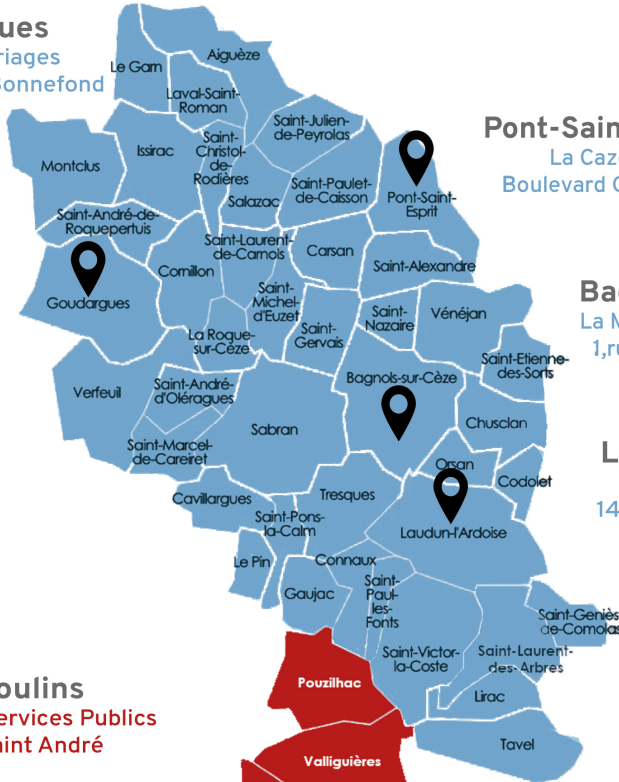 ues
riages
Bonnefond
Pont-Sain
La Caz
Boulevard
Ba
La M
1,ru
L
14
oulins
ervices Publics
aint André
Aiguèze
Le Garn
Laval-Saint-
Roman
Saint-Julien-
de-Peyrolas
Issirac
Saint-
Christol-
de-
Rodières
Montclus
Saint-Paulet-
de-Caisson
Salazac
Pont-Saint-
Esprit
Saint-André-de-
Roquepertuis
Saint-Laurent-
de-Carnols
Carsan
Saint-Alexandre
Cornillon
Goudargues
Saint-
Michel-
d'Euzet
Saint-
Nazaire
Vénéjan
La Roque-
sur-Cèze
Saint-
Gervais
Saint-Etienne-
des-Sorts
Bagnols-sur-Cèze
Verfeuil
Saint-André-
d'Oléragues
Chusclan
Sabran
Saint-Marcel-
de-Careiret
Orsan
Codolet
Cavillargues
Tresques
Saint-Pons-
la-Calm
Laudun-l'Ardoise
Le Pin
Connaux
Gaujac
Saint-
Paul-
les-
Fonts
Saint-Geniès
de-Comolas
Saint-Victor-
la-Coste
Saint-Laurent-
des-Arbres
Pouzilhac
Lirac
Tavel
Valliguières